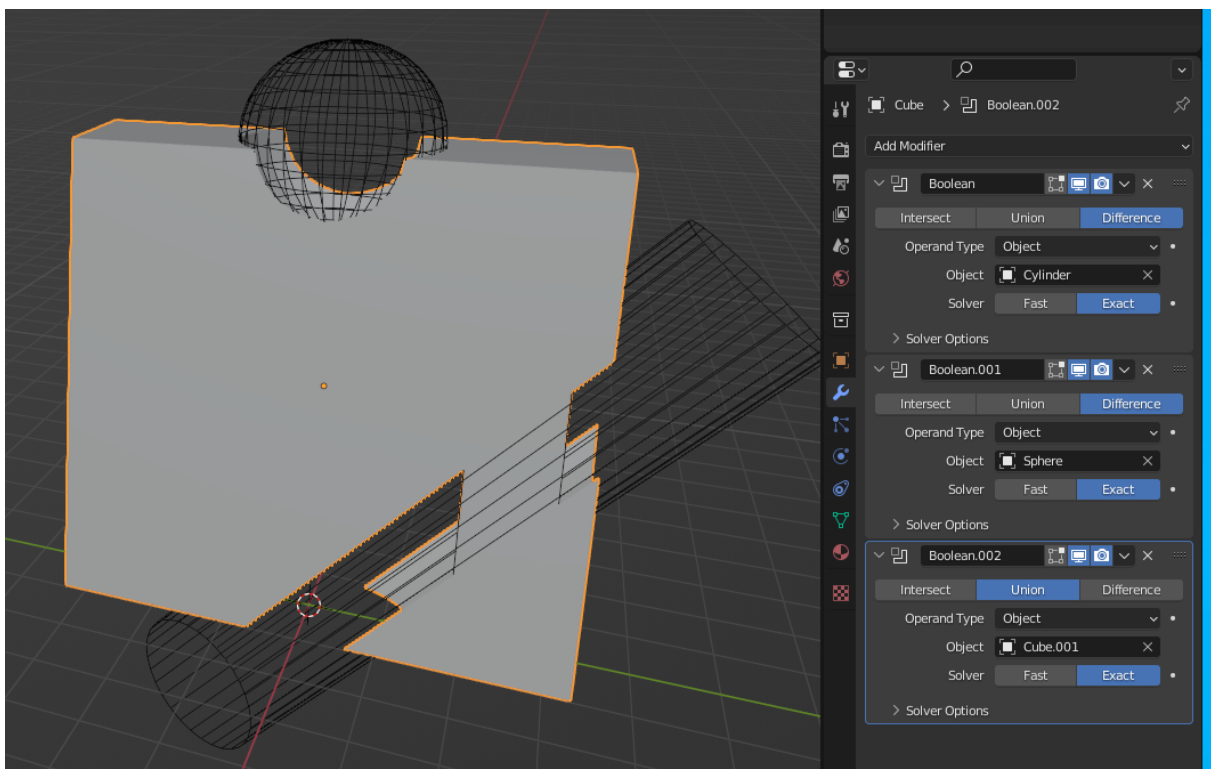 Cube > Boolean.002
Add Modifier
Boolean
Intersect Union Difference
Operand Type Object
Object Cylinder
Solver Fast Exact
> Solver Options
Boolean.001
Intersect Union Difference
Operand Type Object
Object Sphere
Solver Fast Exact
> Solver Options
Boolean.002
Intersect Union Difference
Operand Type Object
Object Cube.001
Solver Fast Exact
> Solver Options